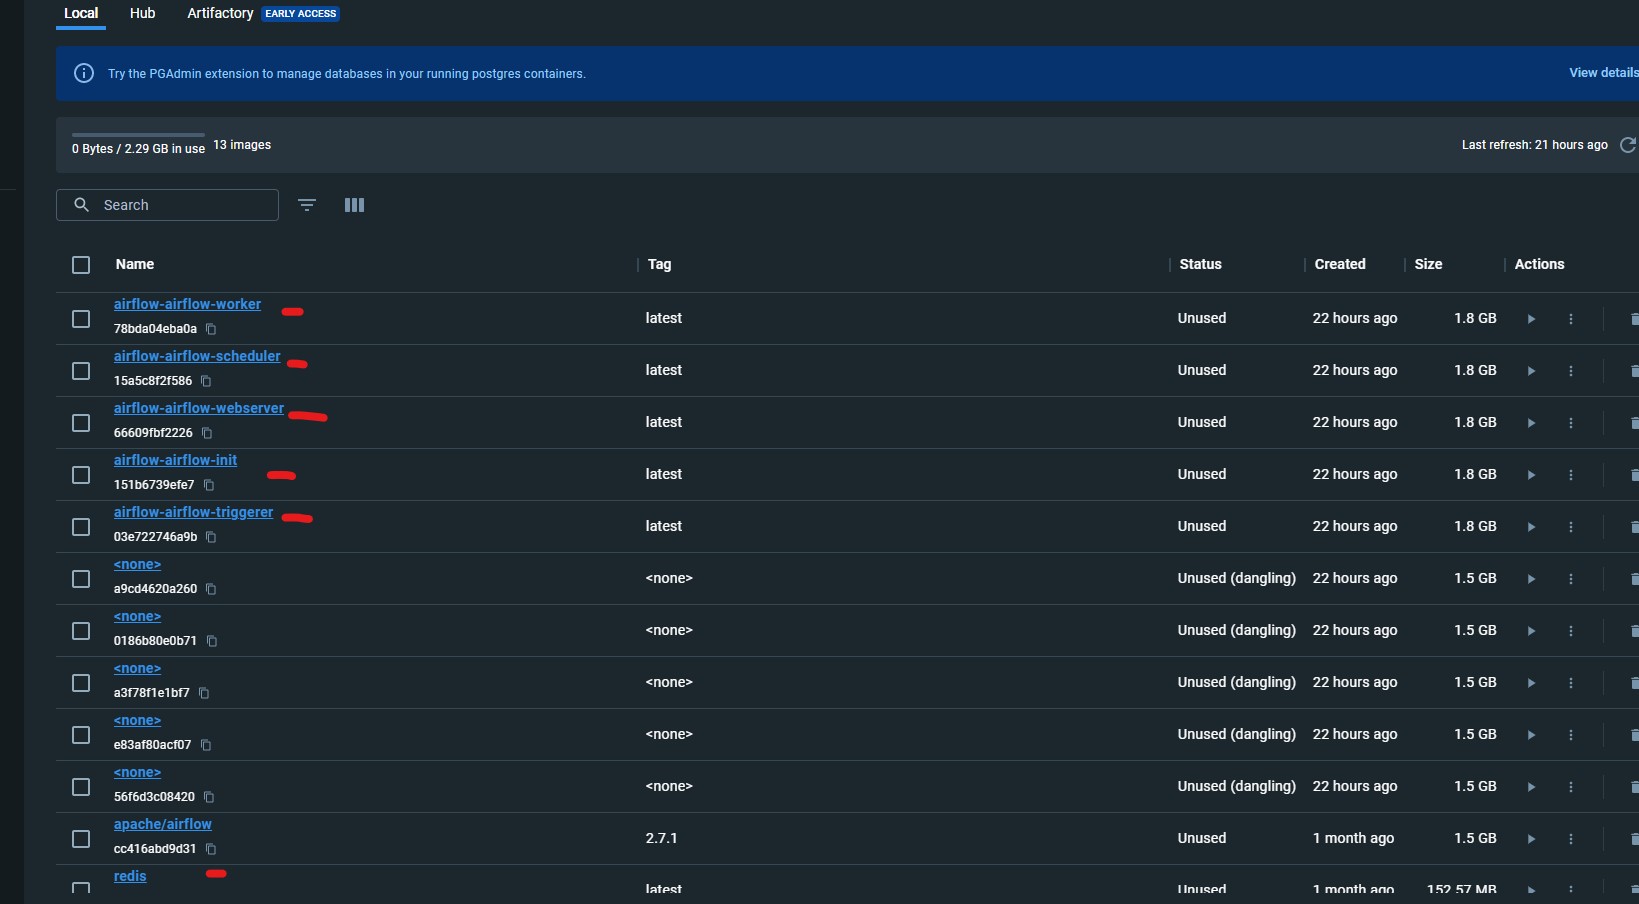 Local Hub Artifactory EARLY ACCESS
Try the PGAdmin extension to manage databases in your running postgres containers. View details
0 Bytes / 2.29 GB in use 13 images Last refresh: 21 hours ago
Search
Name Tag Status Created Size Actions
airflow-airflow-worker
78bda04eba0a latest Unused 22 hours ago 1.8 GB
airflow-airflow-scheduler
15a5c8f2f586 latest Unused 22 hours ago 1.8 GB
airflow-airflow-webserver
66609fbf2226 latest Unused 22 hours ago 1.8 GB
airflow-airflow-init
151b6739efe7 latest Unused 22 hours ago 1.8 GB
airflow-airflow-triggerer
03e722746a9b latest Unused 22 hours ago 1.8 GB
<none>
a9cd4620a260 <none> Unused (dangling) 22 hours ago 1.5 GB
<none>
0186b80e0b71 <none> Unused (dangling) 22 hours ago 1.5 GB
<none>
a3f78f1e1bf7 <none> Unused (dangling) 22 hours ago 1.5 GB
<none>
e83af80acf07 <none> Unused (dangling) 22 hours ago 1.5 GB
<none>
56f6d3c08420 <none> Unused (dangling) 22 hours ago 1.5 GB
apache/airflow
cc416abd9d31 2.7.1 Unused 1 month ago 1.5 GB
redis
latest Unused 1 month ago 152.57 MB